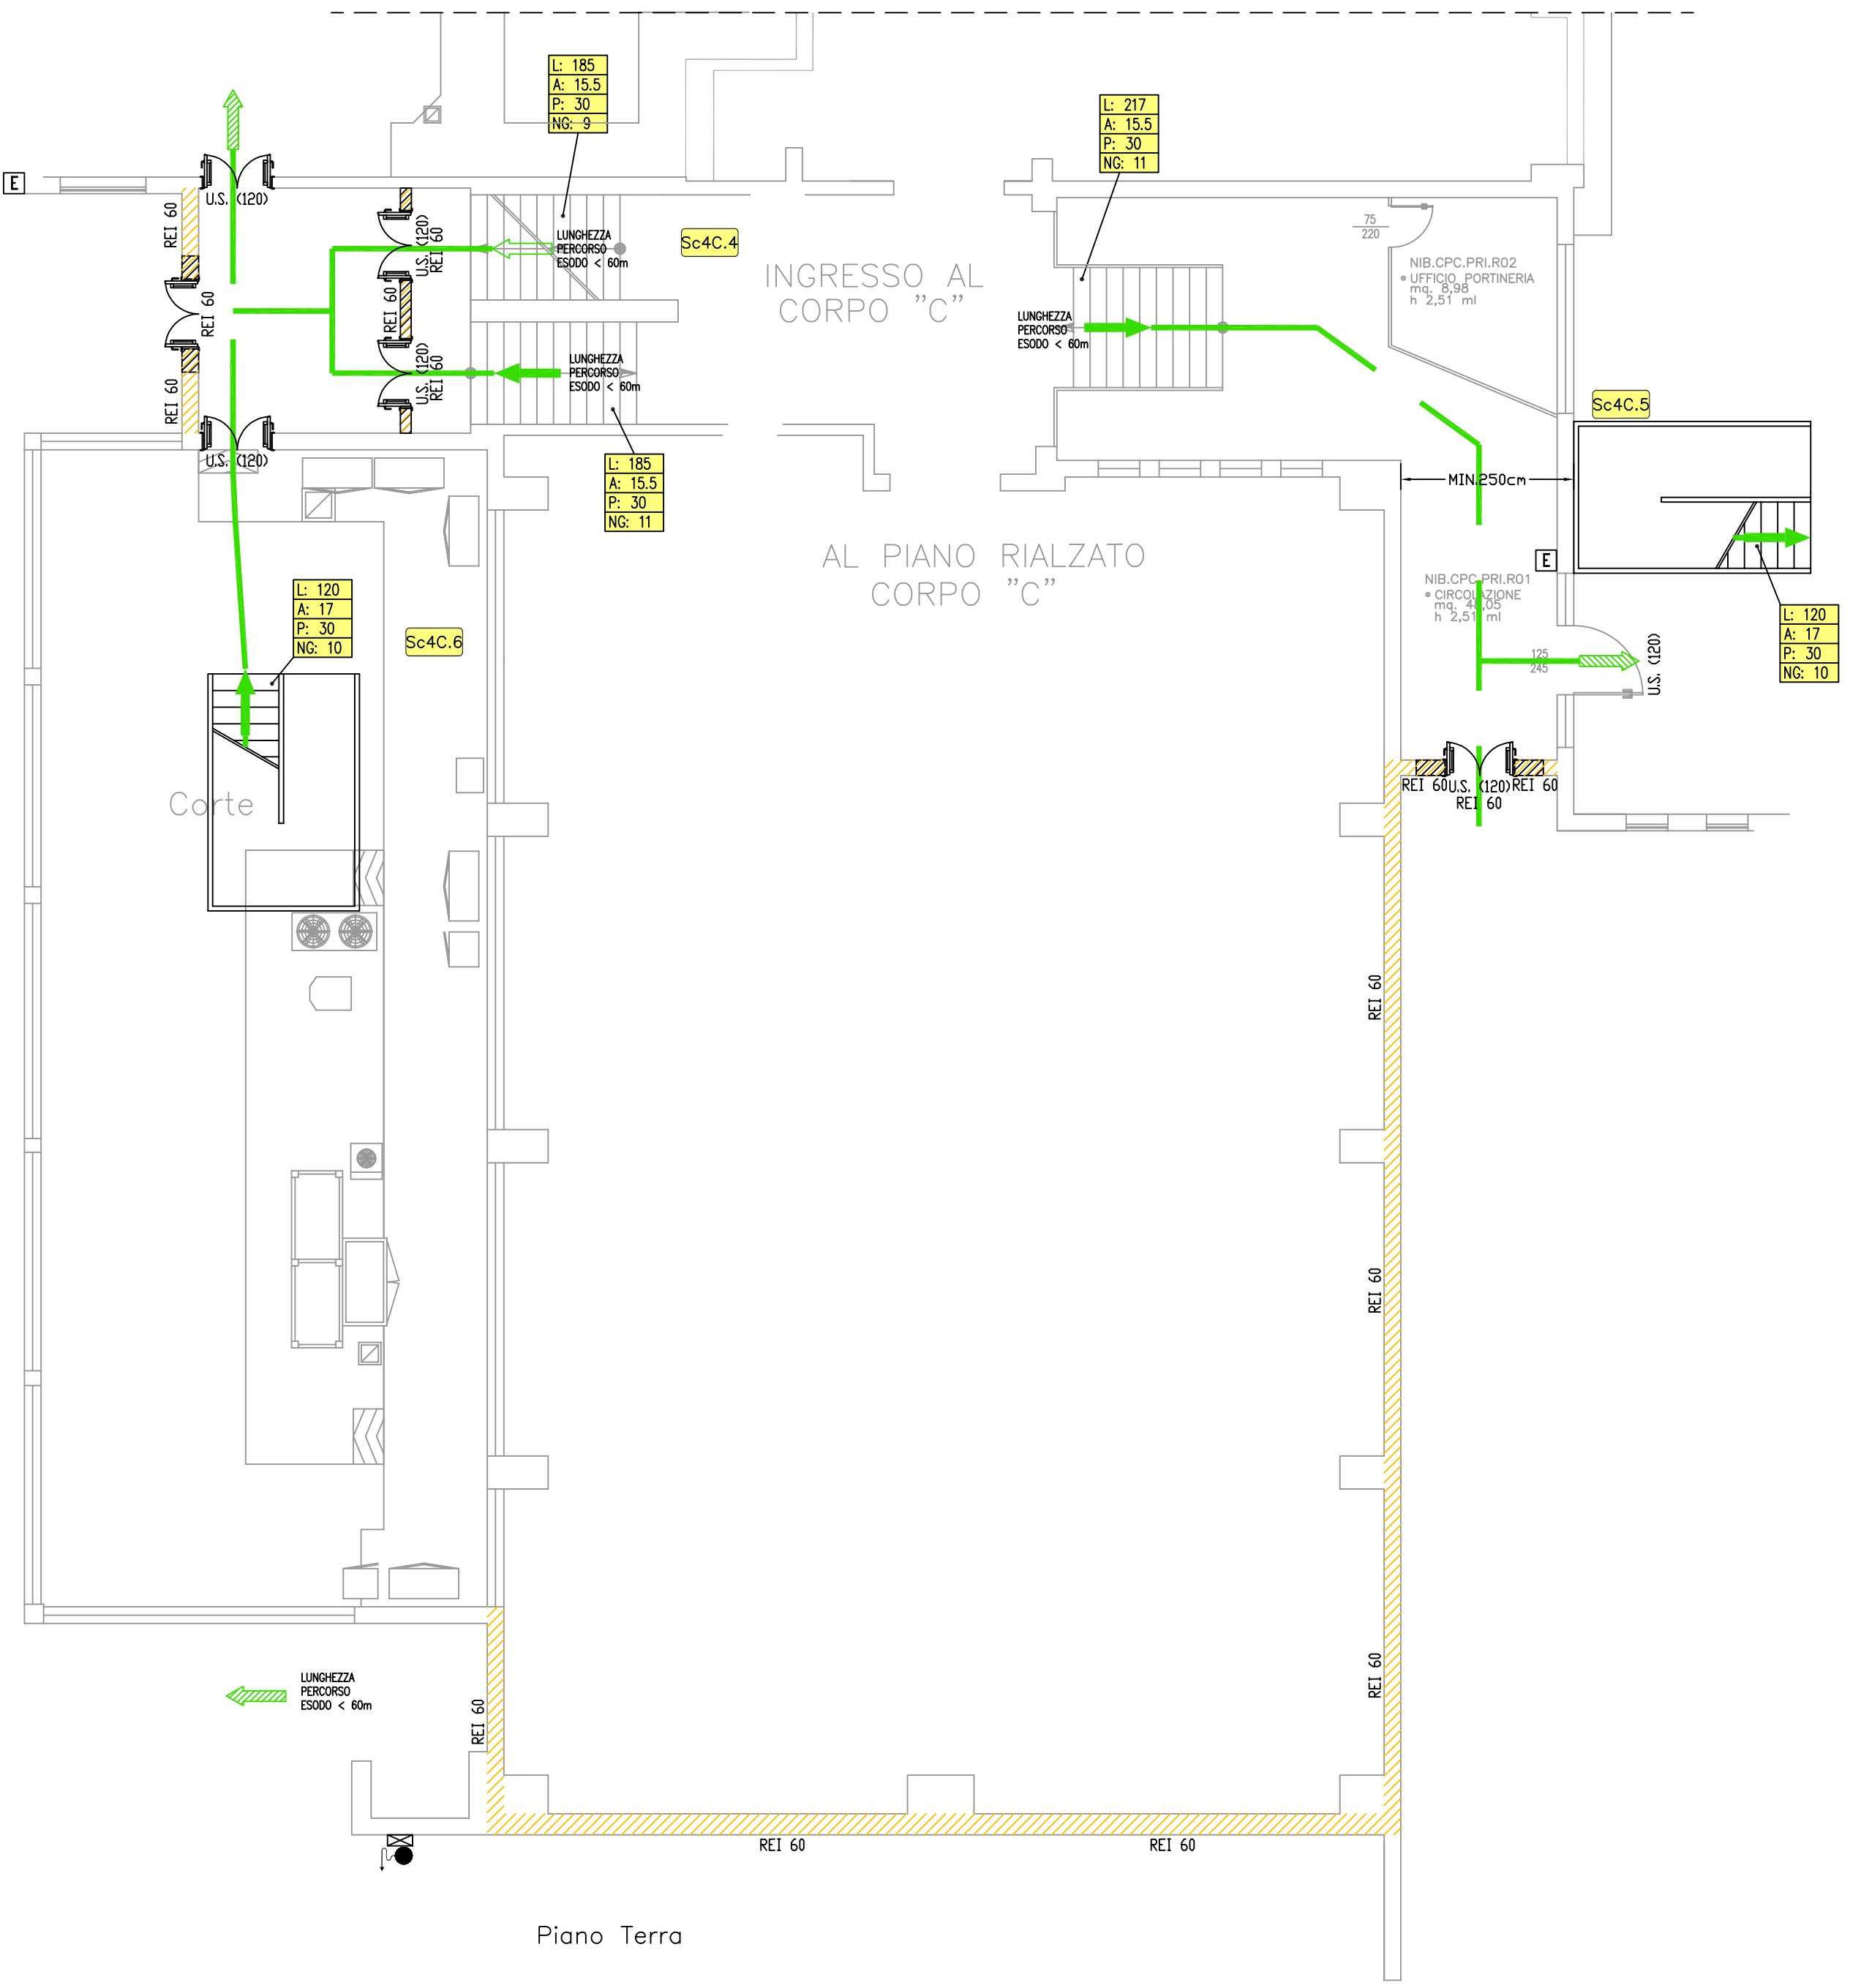 L: 185
A: 15.5
P: 30
NG: 9
L: 217
A: 15.5
P: 30
NG: 11
E
U.S. (120)
REI 60
REI 60
REI 60
U.S. (120)
REI 60
REI 60
U.S. (120)
REI 60
LUNGHEZZA
PERCORSO
ESODO < 60m
Sc4C.4
INGRESSO AL
CORPO "C"
75
220
NIB.CPC.PRI.R02
UFFICIO PORTINERIA
mq. 8,98
h 2,51 ml
LUNGHEZZA
PERCORSO
ESODO < 60m
LUNGHEZZA
PERCORSO
ESODO < 60m
Sc4C.5
U.S. (120)
L: 185
A: 15.5
P: 30
NG: 11
MIN.250cm
AL PIANO RIALZATO
CORPO "C"
E
NIB.CPC.PRI.R01
CIRCOLAZIONE
mq. 48,05
h 2,51 ml
L: 120
A: 17
P: 30
NG: 10
Sc4C.6
L: 120
A: 17
P: 30
NG: 10
125
245
U.S. (120)
Corte
REI 60
U.S. (120)
REI 60
REI 60
REI 60
REI 60
REI 60
LUNGHEZZA
PERCORSO
ESODO < 60m
REI 60
REI 60
REI 60
Piano Terra